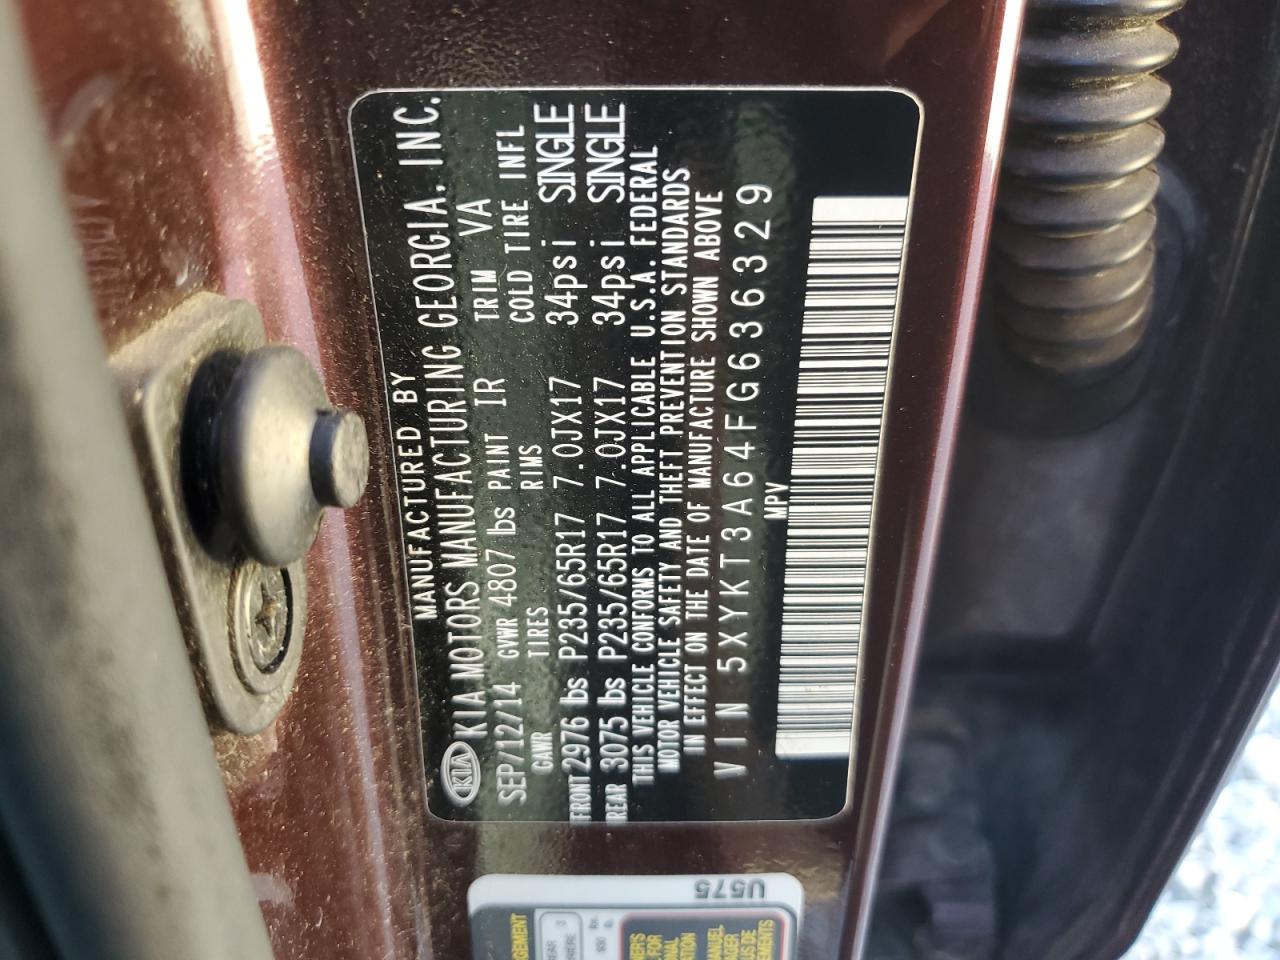 MANUFACTURED BY
KIA KIA MOTORS MANUFACTURING GEORGIA, INC.
SEP/12/14 GVWR 4807 lbs PAINT IR TRIM VA
GAWR TIRES RIMS COLD TIRE INFL
FRONT 2976 lbs P235/65R17 7.0JX17 34psi SINGLE
REAR 3075 lbs P235/65R17 7.0JX17 34psi SINGLE
THIS VEHICLE CONFORMS TO ALL APPLICABLE U.S.A. FEDERAL
MOTOR VEHICLE SAFETY AND THEFT PREVENTION STANDARDS
IN EFFECT ON THE DATE OF MANUFACTURE SHOWN ABOVE
VIN 5XYKT3A64FG636329
MPV
U575